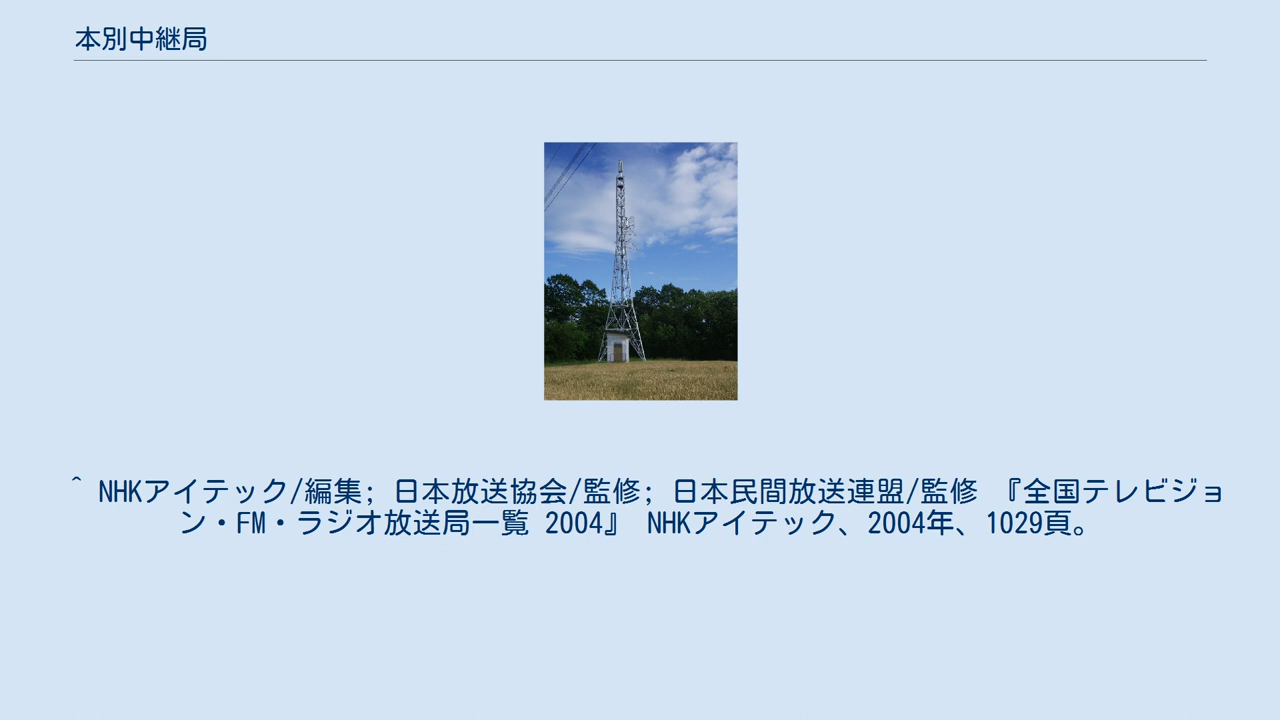 本別中継局
^ NHKアイテック/編集; 日本放送協会/監修; 日本民間放送連盟/監修 『全国テレビジョ
ン・FM・ラジオ放送局一覧 2004』 NHKアイテック、2004年、1029頁。